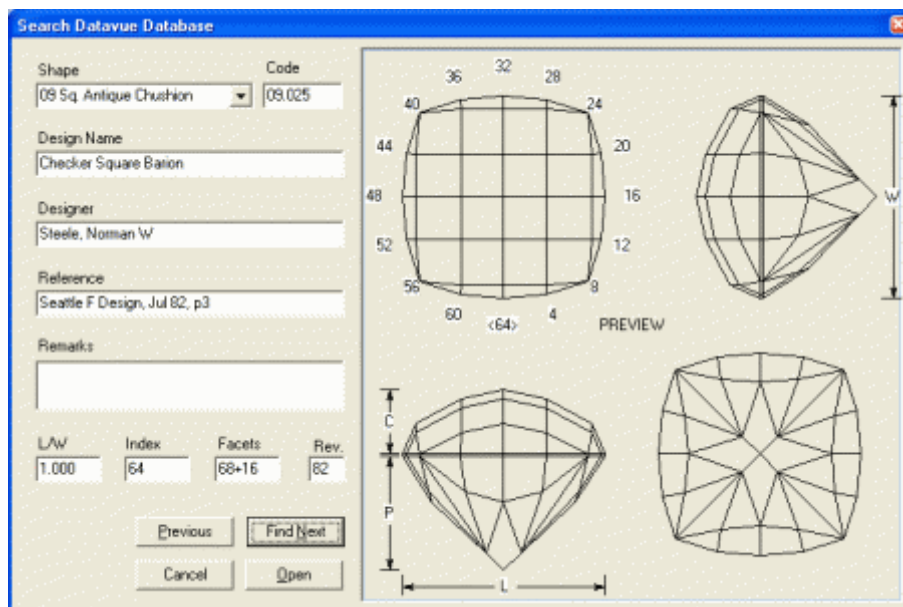 Search Datavue Database
Shape
Code
09 Sq. Antique Chushion
09.025
Design Name
Checker Square Barion
Designer
Steele, Norman W
Reference
Seattle F Design, Jul 82, p3
Remarks
L/W
Index
Facets
Rev.
1.000
64
68+16
82
Previous
Find Next
Cancel
Open
32
36
28
40
24
44
20
48
16
52
12
56
8
60
<64>
4
PREVIEW
W
C
P
L